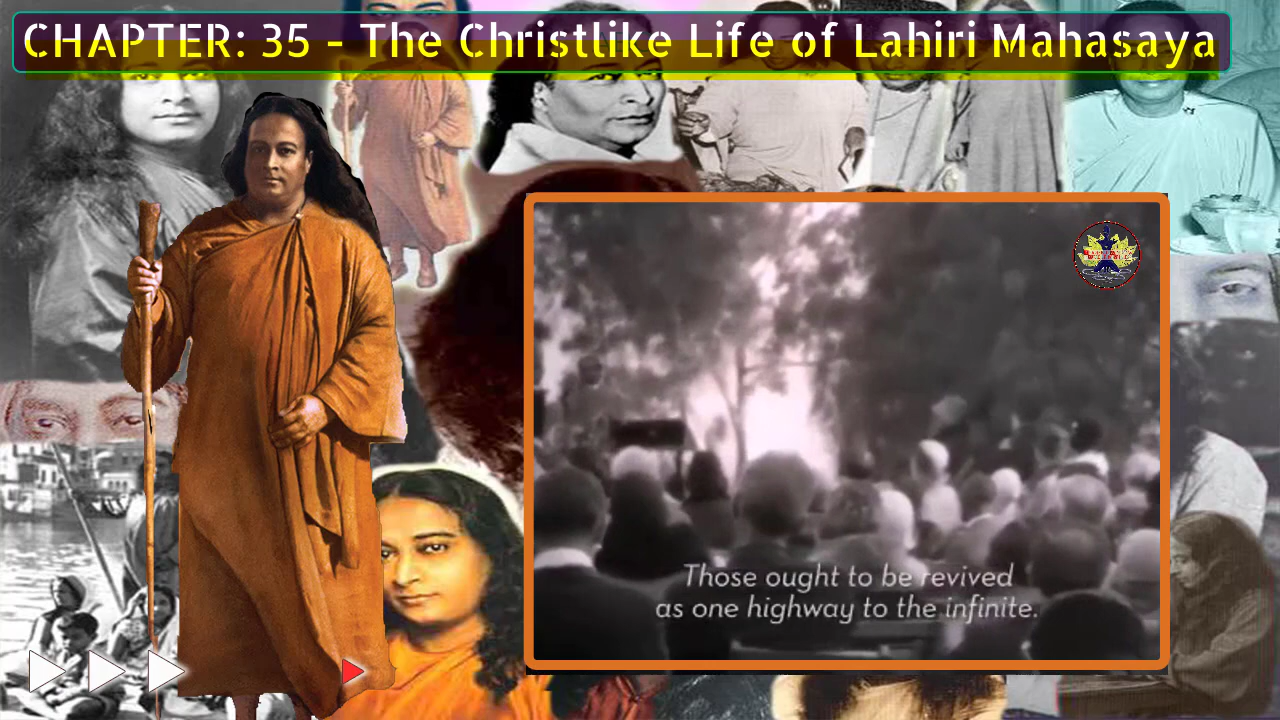 CHAPTER: 35 - The Christlike Life of Lahiri Mahasaya
Those ought to be revived
as one highway to the infinite.